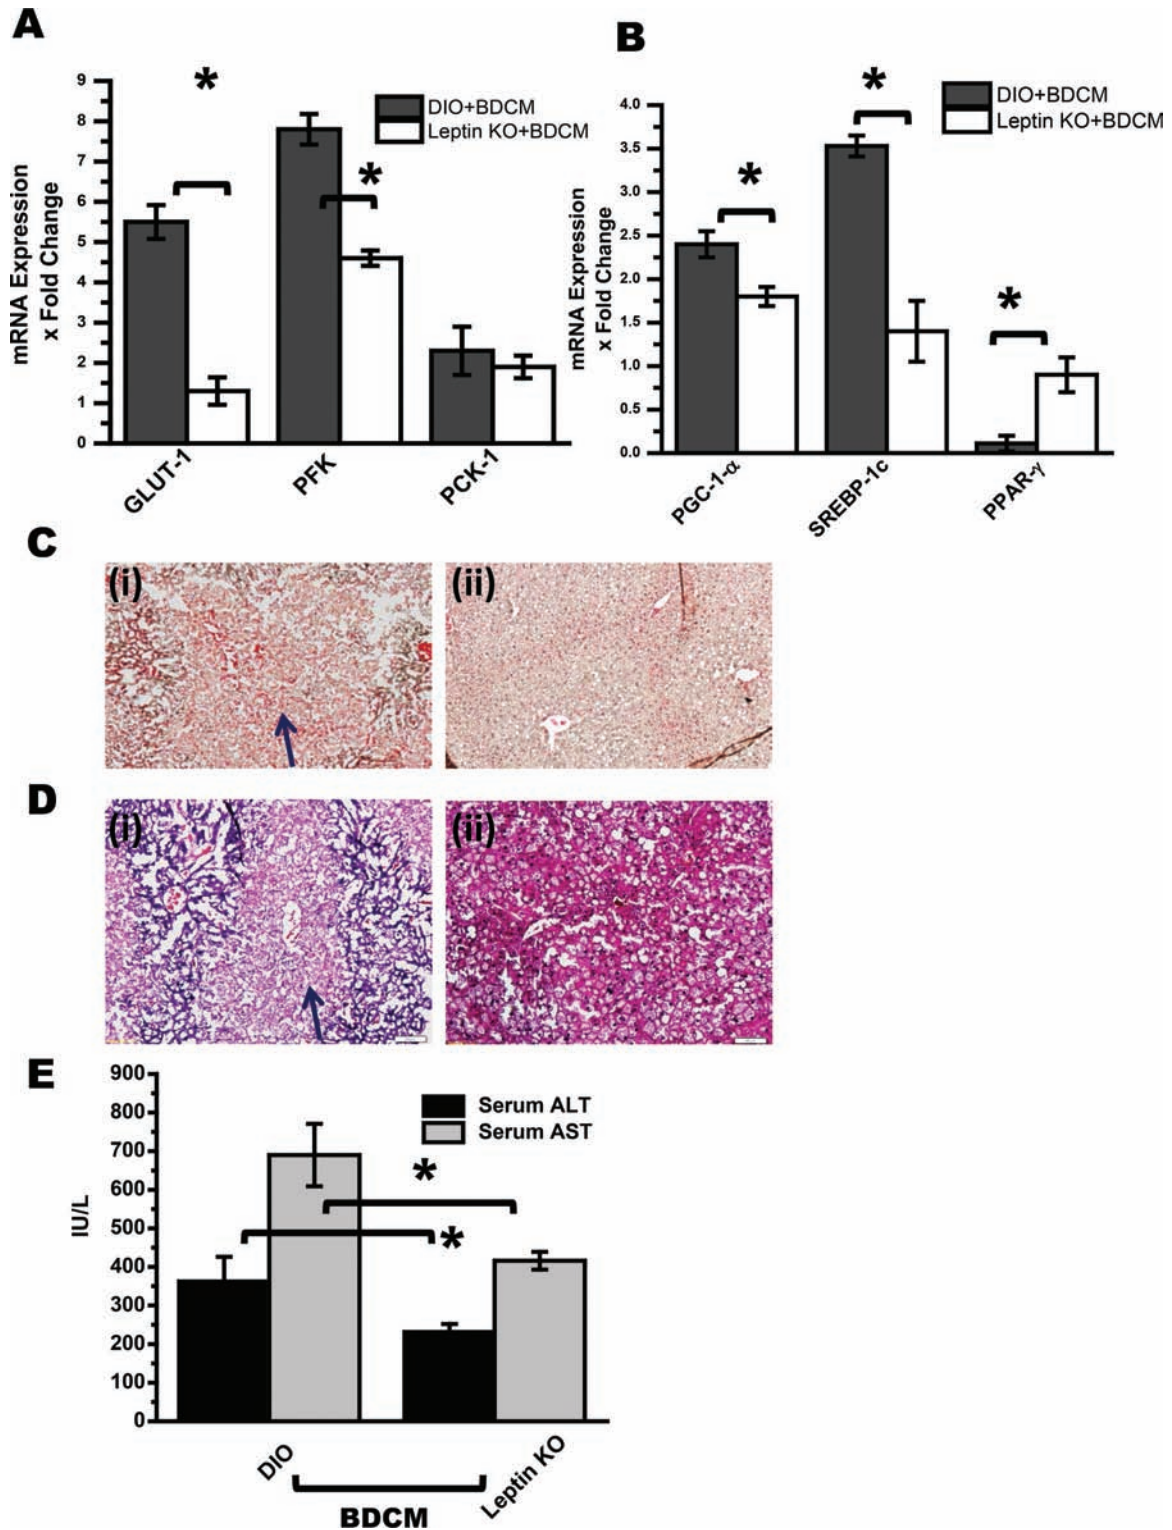 A
B
*
9
8
7
6
5
4
3
2
1
0
mRNA Expression
x Fold Change
DIO+BDCM
Leptin KO+BDCM
*
GLUT-1
PFK
PCK-1
*
4.0
3.5
3.0
2.5
2.0
1.5
1.0
0.5
0.0
mRNA Expression
x Fold Change
DIO+BDCM
Leptin KO+BDCM
*
*
PGC-1-α
SREBP-1c
PPAR-γ
C
(i)
(ii)
D
(i)
(ii)
E
900
800
700
600
500
400
300
200
100
0
IU/L
Serum ALT
Serum AST
*
*
DIO
Leptin KO
BDCM